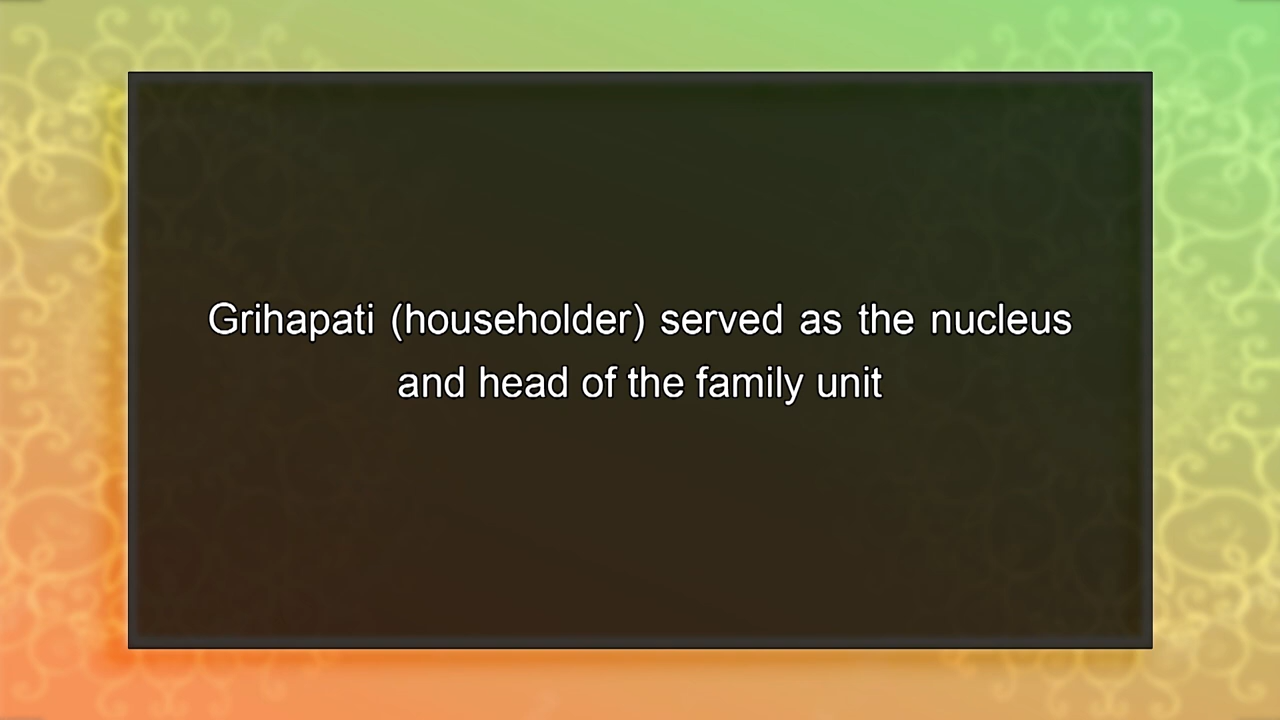 Grihapati (householder) served as the nucleus
and head of the family unit